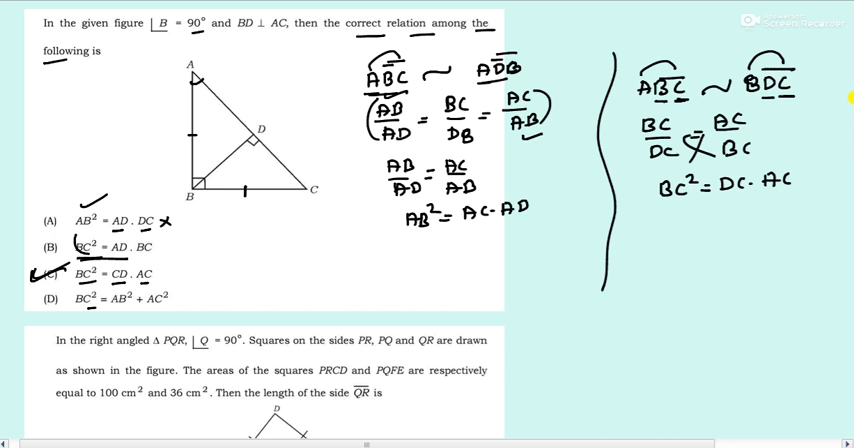 In the given figure ∠B = 90° and BD ⊥ AC, then the correct relation among the
following is
A
D
B
C
(A) AB² = AD . DC ×
(B) BC² = AD . BC
(C) BC² = CD . AC
(D) BC² = AB² + AC²
ABC ~ ADB
AB/AD = BC/DB = AC/AB
AB/AD = AC/AB
AB² = AC·AD
ABC ~ BDC
BC/DC = AC/BC
BC² = DC· AC
In the right angled Δ PQR, ∠Q = 90°. Squares on the sides PR, PQ and QR are drawn
as shown in the figure. The areas of the squares PRCD and PQFE are respectively
equal to 100 cm² and 36 cm². Then the length of the side QR is
D
Screen Recorder